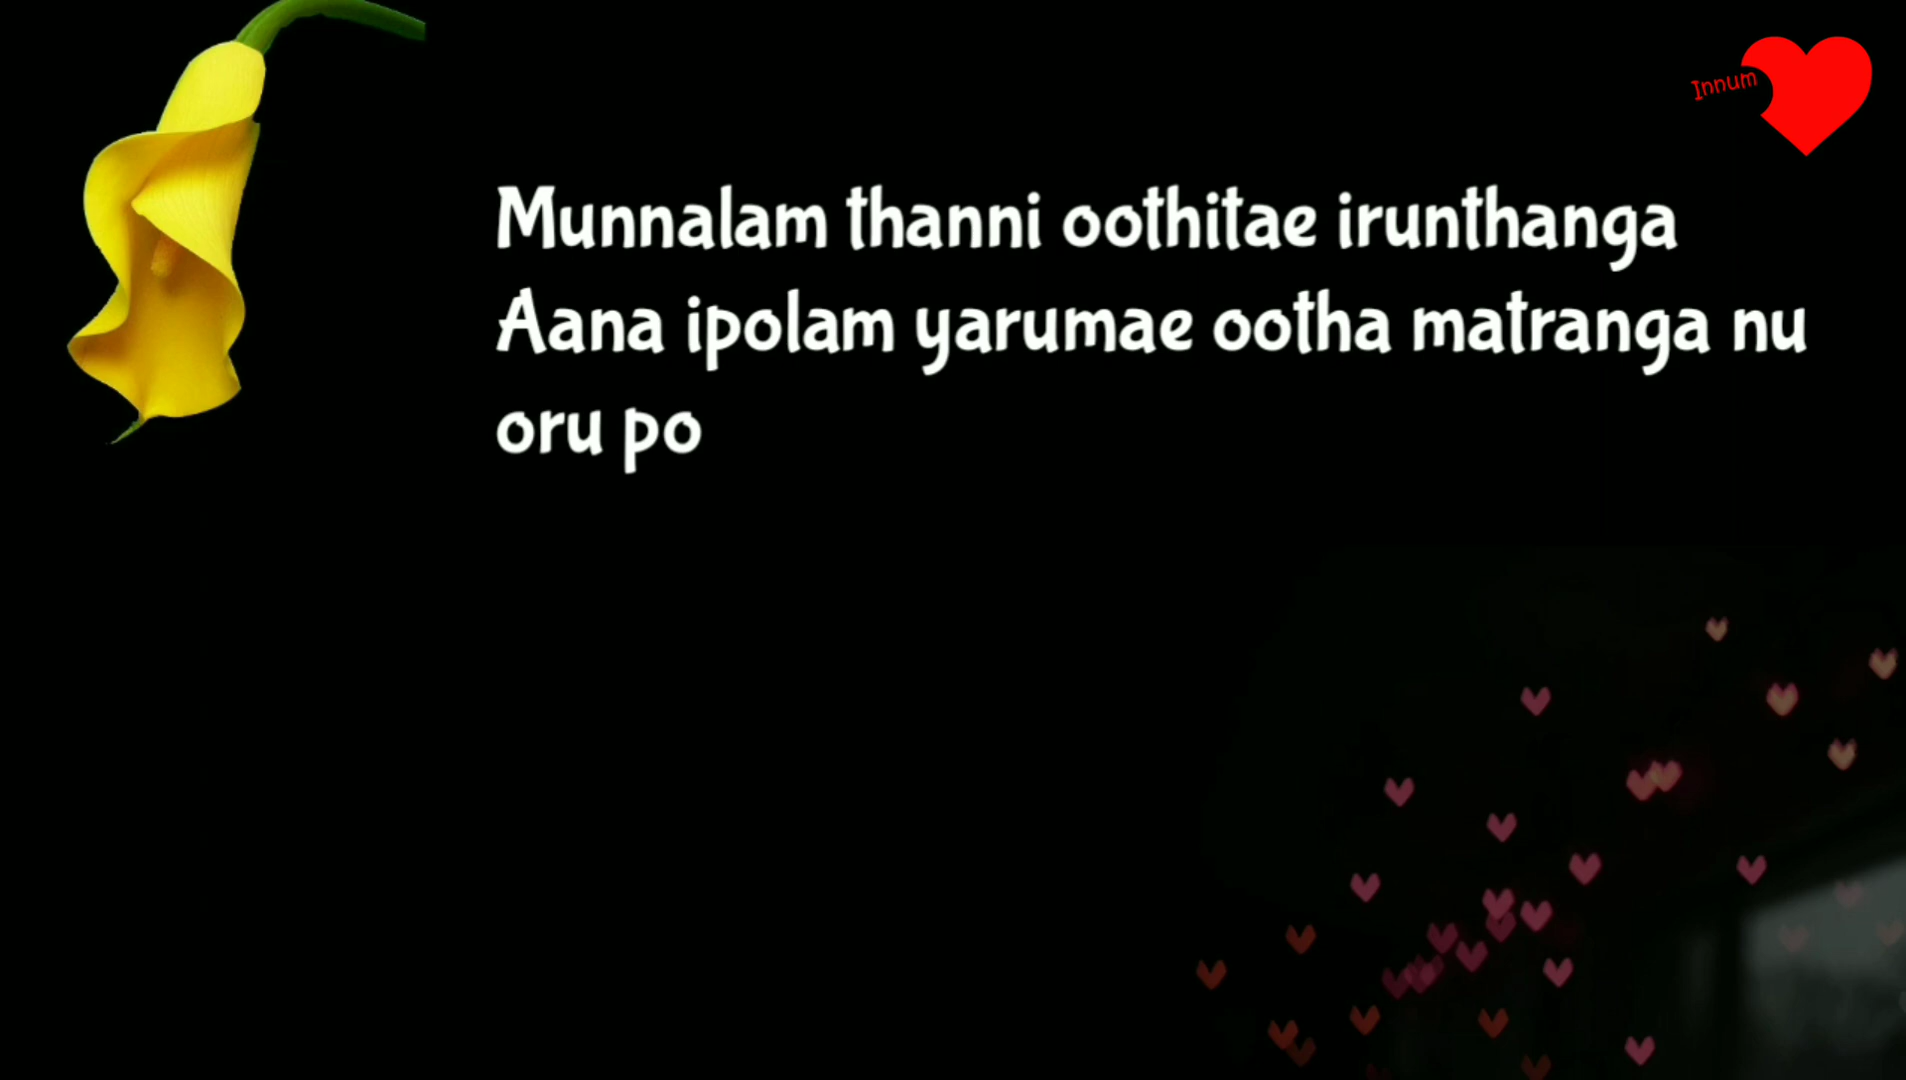 Innum
Munnalam thanni oothitae irunthanga
Aana ipolam yarumae ootha matranga nu
oru po